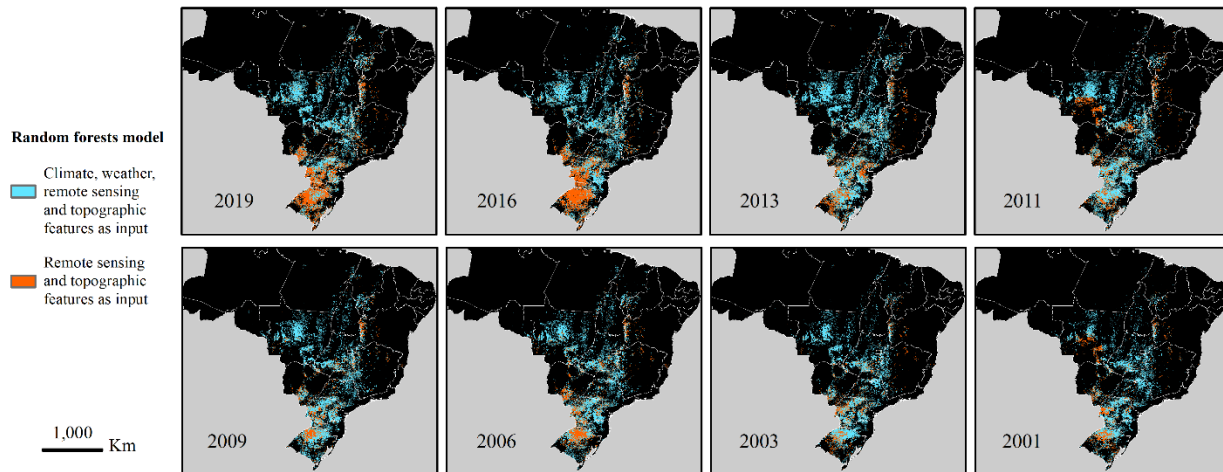 Random forests model
Climate, weather,
remote sensing
and topographic
features as input
Remote sensing
and topographic
features as input
1,000
Km
2019
2016
2013
2011
2009
2006
2003
2001